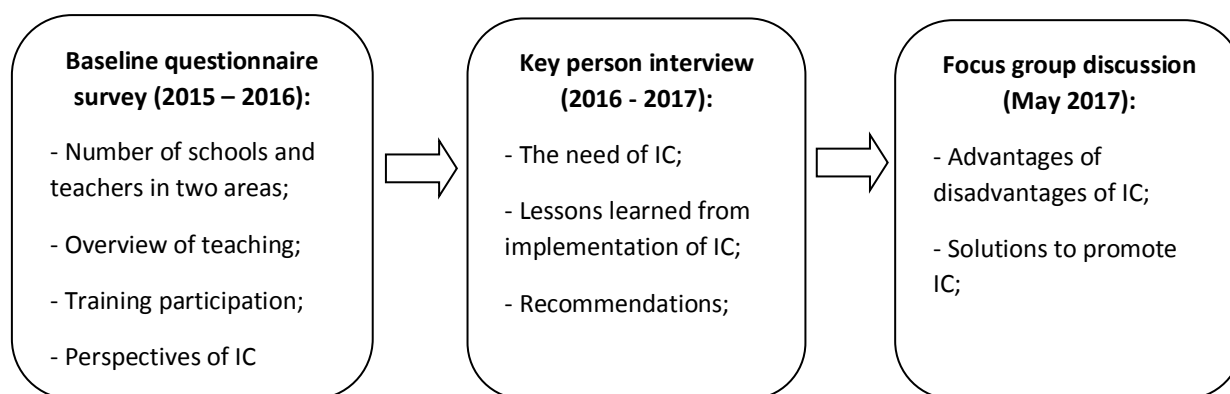 Baseline questionnaire
survey (2015 – 2016):
- Number of schools and
teachers in two areas;
- Overview of teaching;
- Training participation;
- Perspectives of IC
Key person interview
(2016 - 2017):
- The need of IC;
- Lessons learned from
implementation of IC;
- Recommendations;
Focus group discussion
(May 2017):
- Advantages of
disadvantages of IC;
- Solutions to promote
IC;